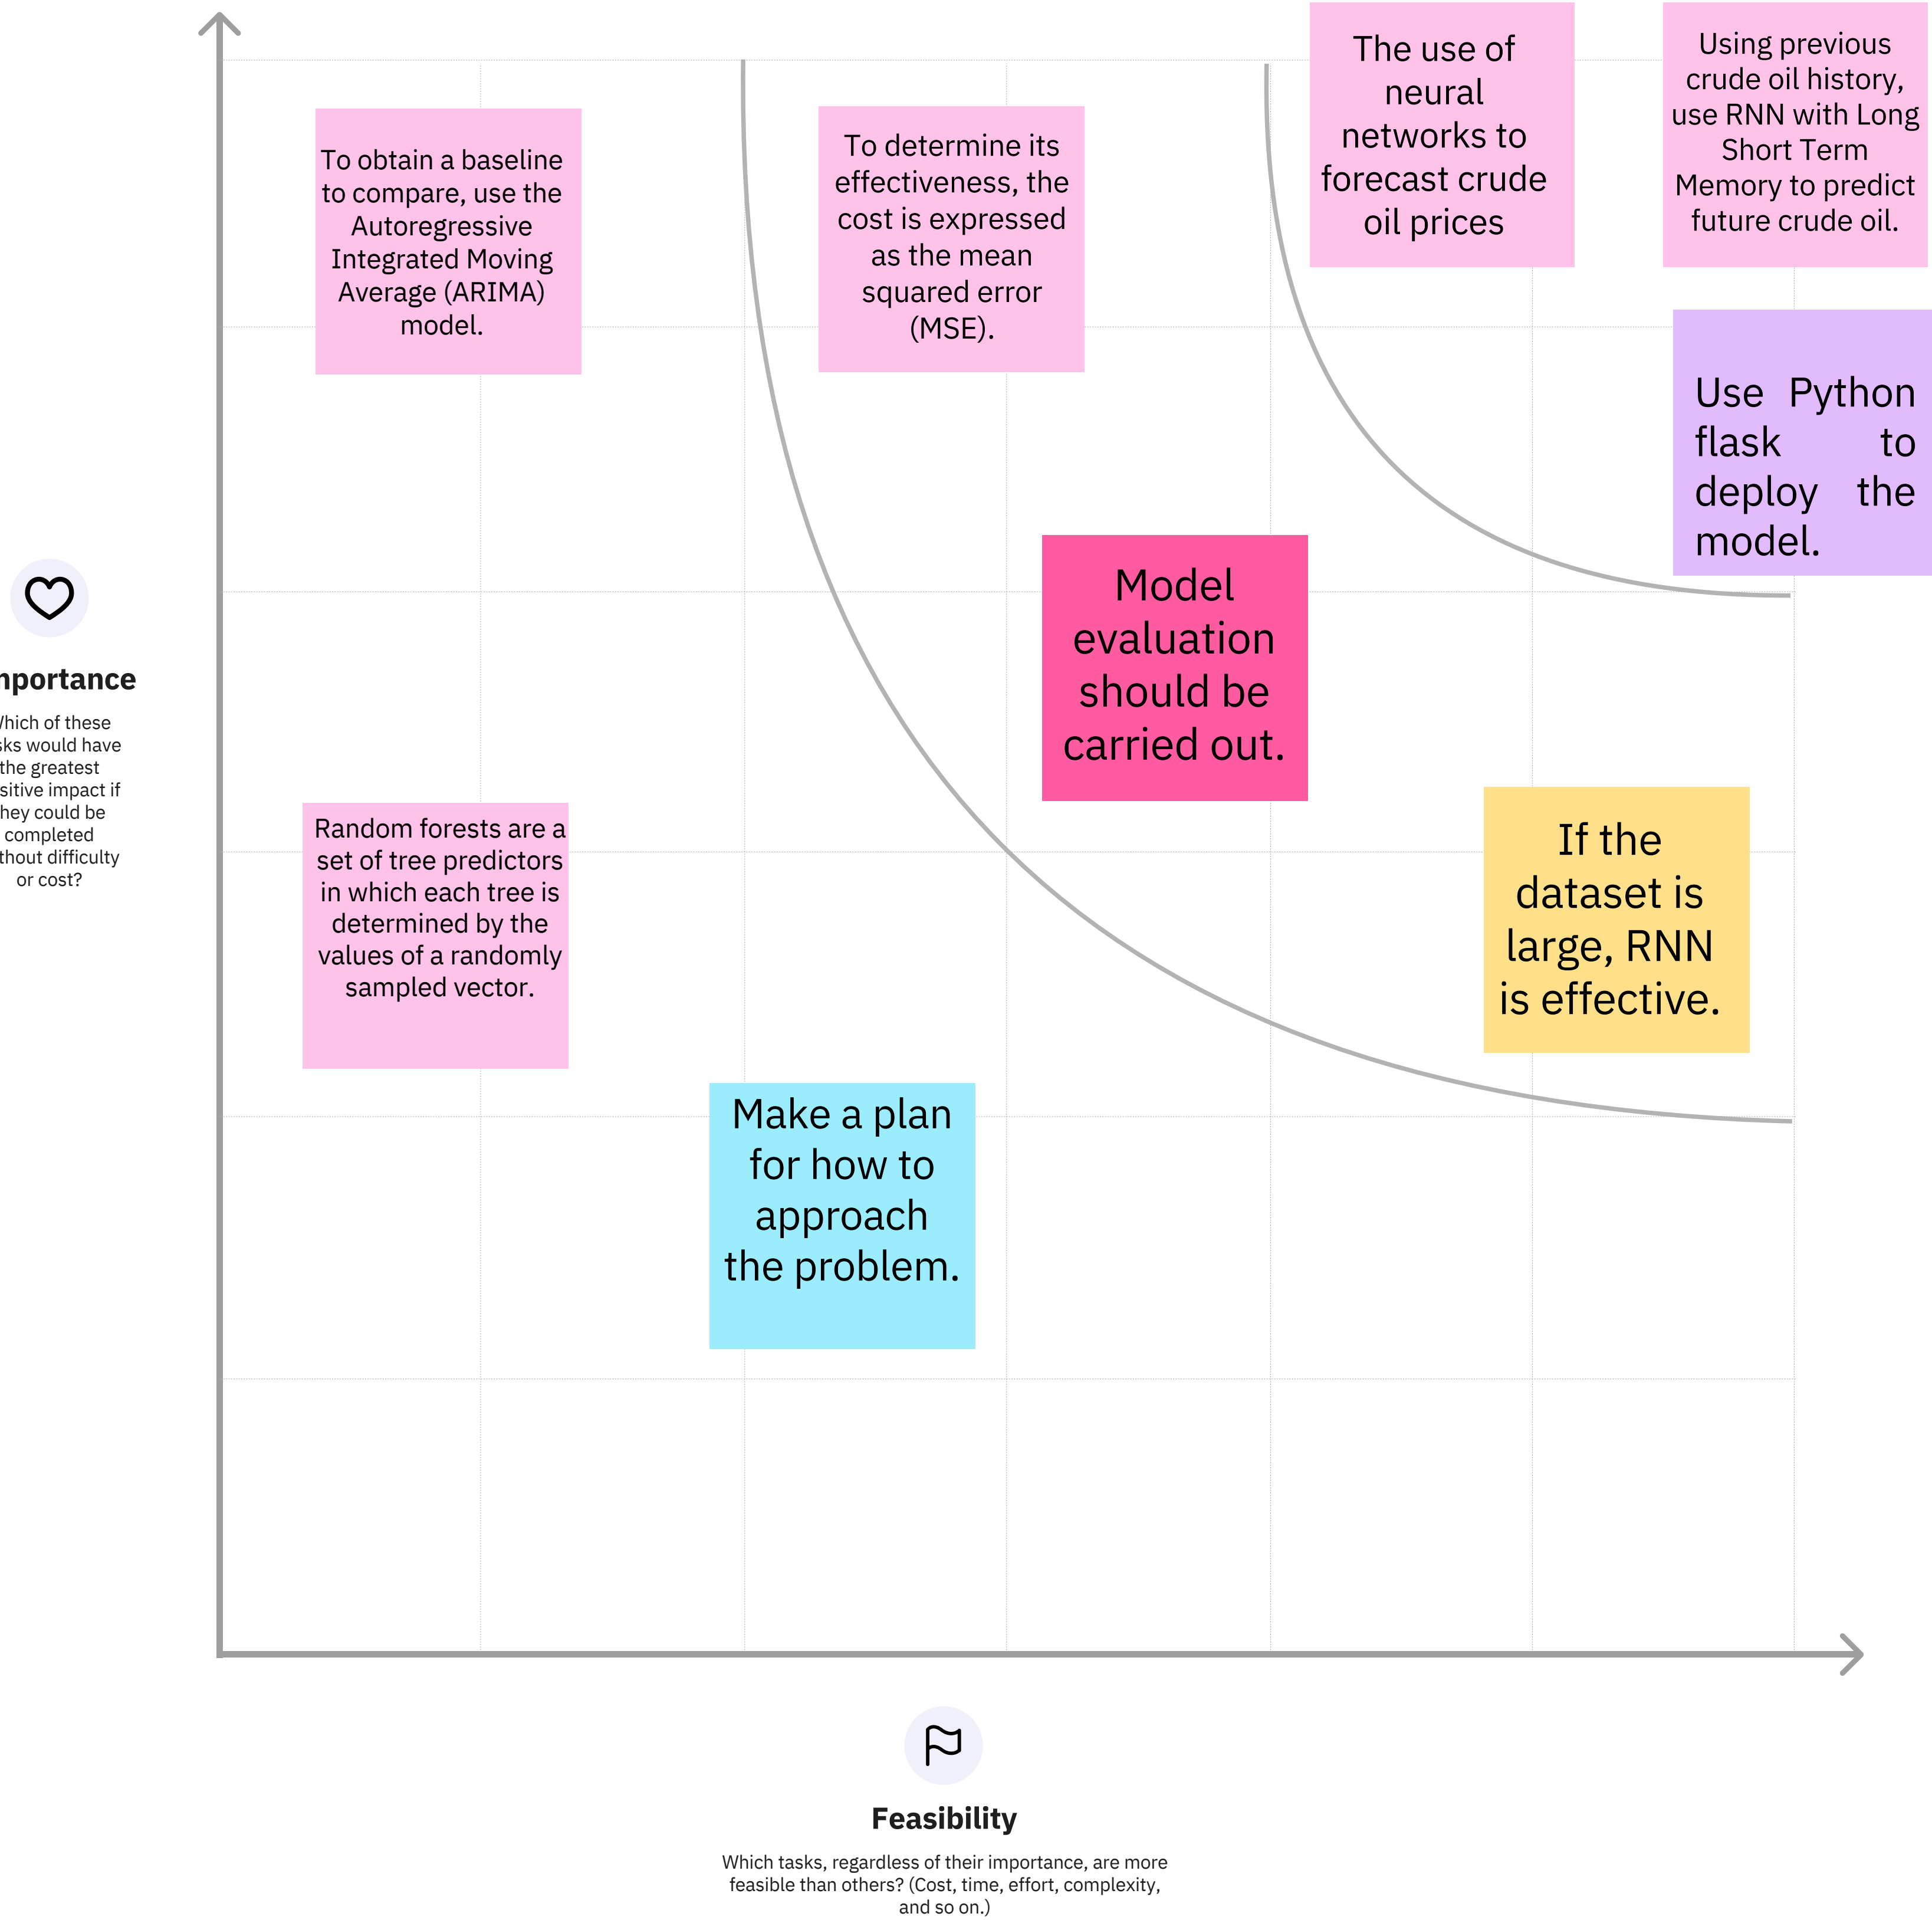 The use of
neural
networks to
forecast crude
oil prices
Using previous
crude oil history,
use RNN with Long
Short Term
Memory to predict
future crude oil.
To obtain a baseline
to compare, use the
Autoregressive
Integrated Moving
Average (ARIMA)
model.
To determine its
effectiveness, the
cost is expressed
as the mean
squared error
(MSE).
Use Python
flask to
deploy the
model.
Model
evaluation
should be
carried out.
mportance
hich of these
sks would have
the greatest
sitive impact if
hey could be
completed
thout difficulty
or cost?
Random forests are a
set of tree predictors
in which each tree is
determined by the
values of a randomly
sampled vector.
If the
dataset is
large, RNN
is effective.
Make a plan
for how to
approach
the problem.
Feasibility
Which tasks, regardless of their importance, are more
feasible than others? (Cost, time, effort, complexity,
and so on.)